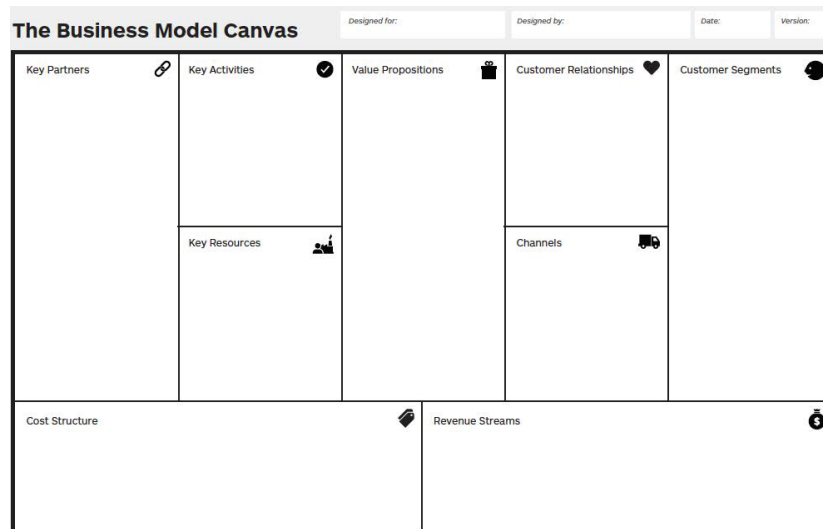 The Business Model Canvas
Designed for:
Designed by:
Date:
Version:
Key Partners
Key Activities
Value Propositions
Customer Relationships
Customer Segments
Key Resources
Channels
Cost Structure
Revenue Streams
$